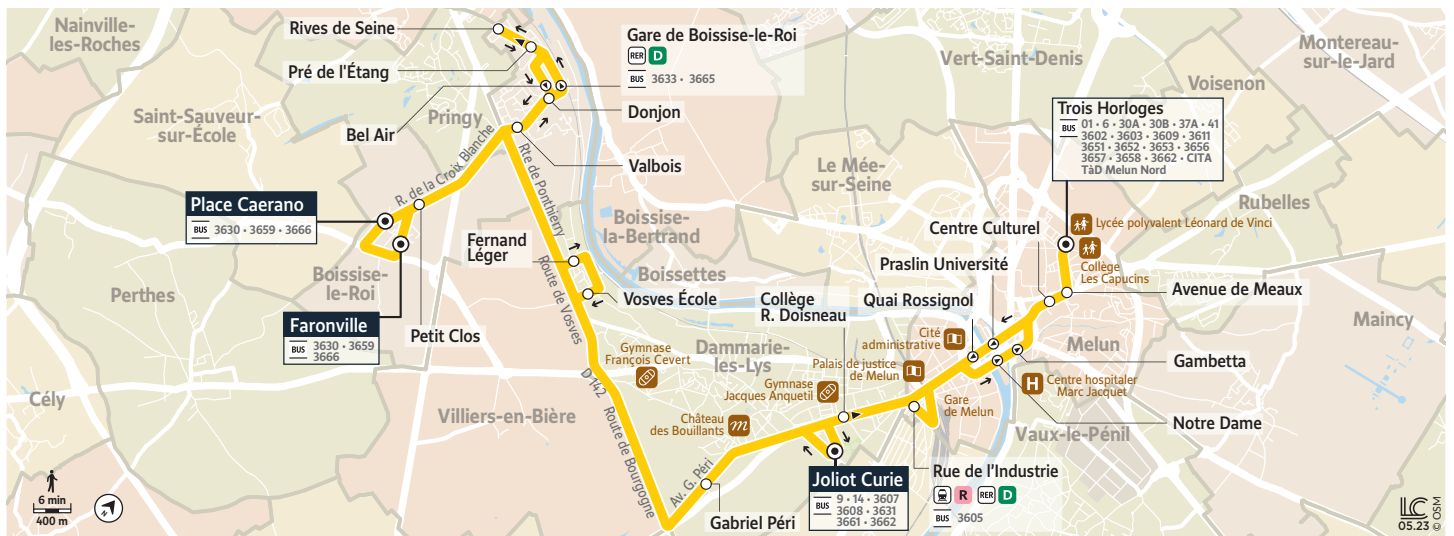 Nainville-
les-Roches
Rives de Seine
Pré de l'Étang
Saint-Sauveur-
sur-École
Bel Air
Pringy
Gare de Boissise-le-Roi
RER D
BUS 3633 • 3665
Donjon
Valbois
Vert-Saint-Denis
Montereau-
sur-le-Jard
Voisenon
Trois Horloges
BUS 01 • 6 • 30A • 30B • 37A • 41
3602 • 3603 • 3609 • 3611
3651 • 3652 • 3653 • 3656
3657 • 3658 • 3662 • CITA
TàD Melun Nord
Le Mée-
sur-Seine
Rubelles
R. de la Croix Blanche
Rte de Ponthierry
Place Caerano
BUS 3630 • 3659 • 3666
Boissise-
la-Bertrand
Lycée polyvalent Léonard de Vinci
Centre Culturel
Collège
Les Capucins
Fernand
Léger
Boissettes
Praslin Université
Boissise-
le-Roi
Perthes
Route de Vosves
Vosves École
Collège
R. Doisneau
Quai Rossignol
Avenue de Meaux
Faronville
BUS 3630 • 3659
3666
Petit Clos
Maincy
Cité
administrative
Gymnase
François Cevert
Dammarie-
les-Lys
Palais de justice
de Melun
Melun
Gambetta
D 142
Gymnase
Jacques Anquetil
Centre hospitaler
Marc Jacquet
Cély
Villiers-en-Bière
Route de Bourgogne
Château
des Bouillants
m
Gare
de Melun
H
Notre Dame
Vaux-le-Pénil
Av. G. Péri
Joliot Curie
BUS 9 • 14 • 3607
3608 • 3631
3661 • 3662
Rue de l'Industrie
R RER D
BUS 3605
Gabriel Péri
6 min
400 m
N
LC
05.23
© OSM